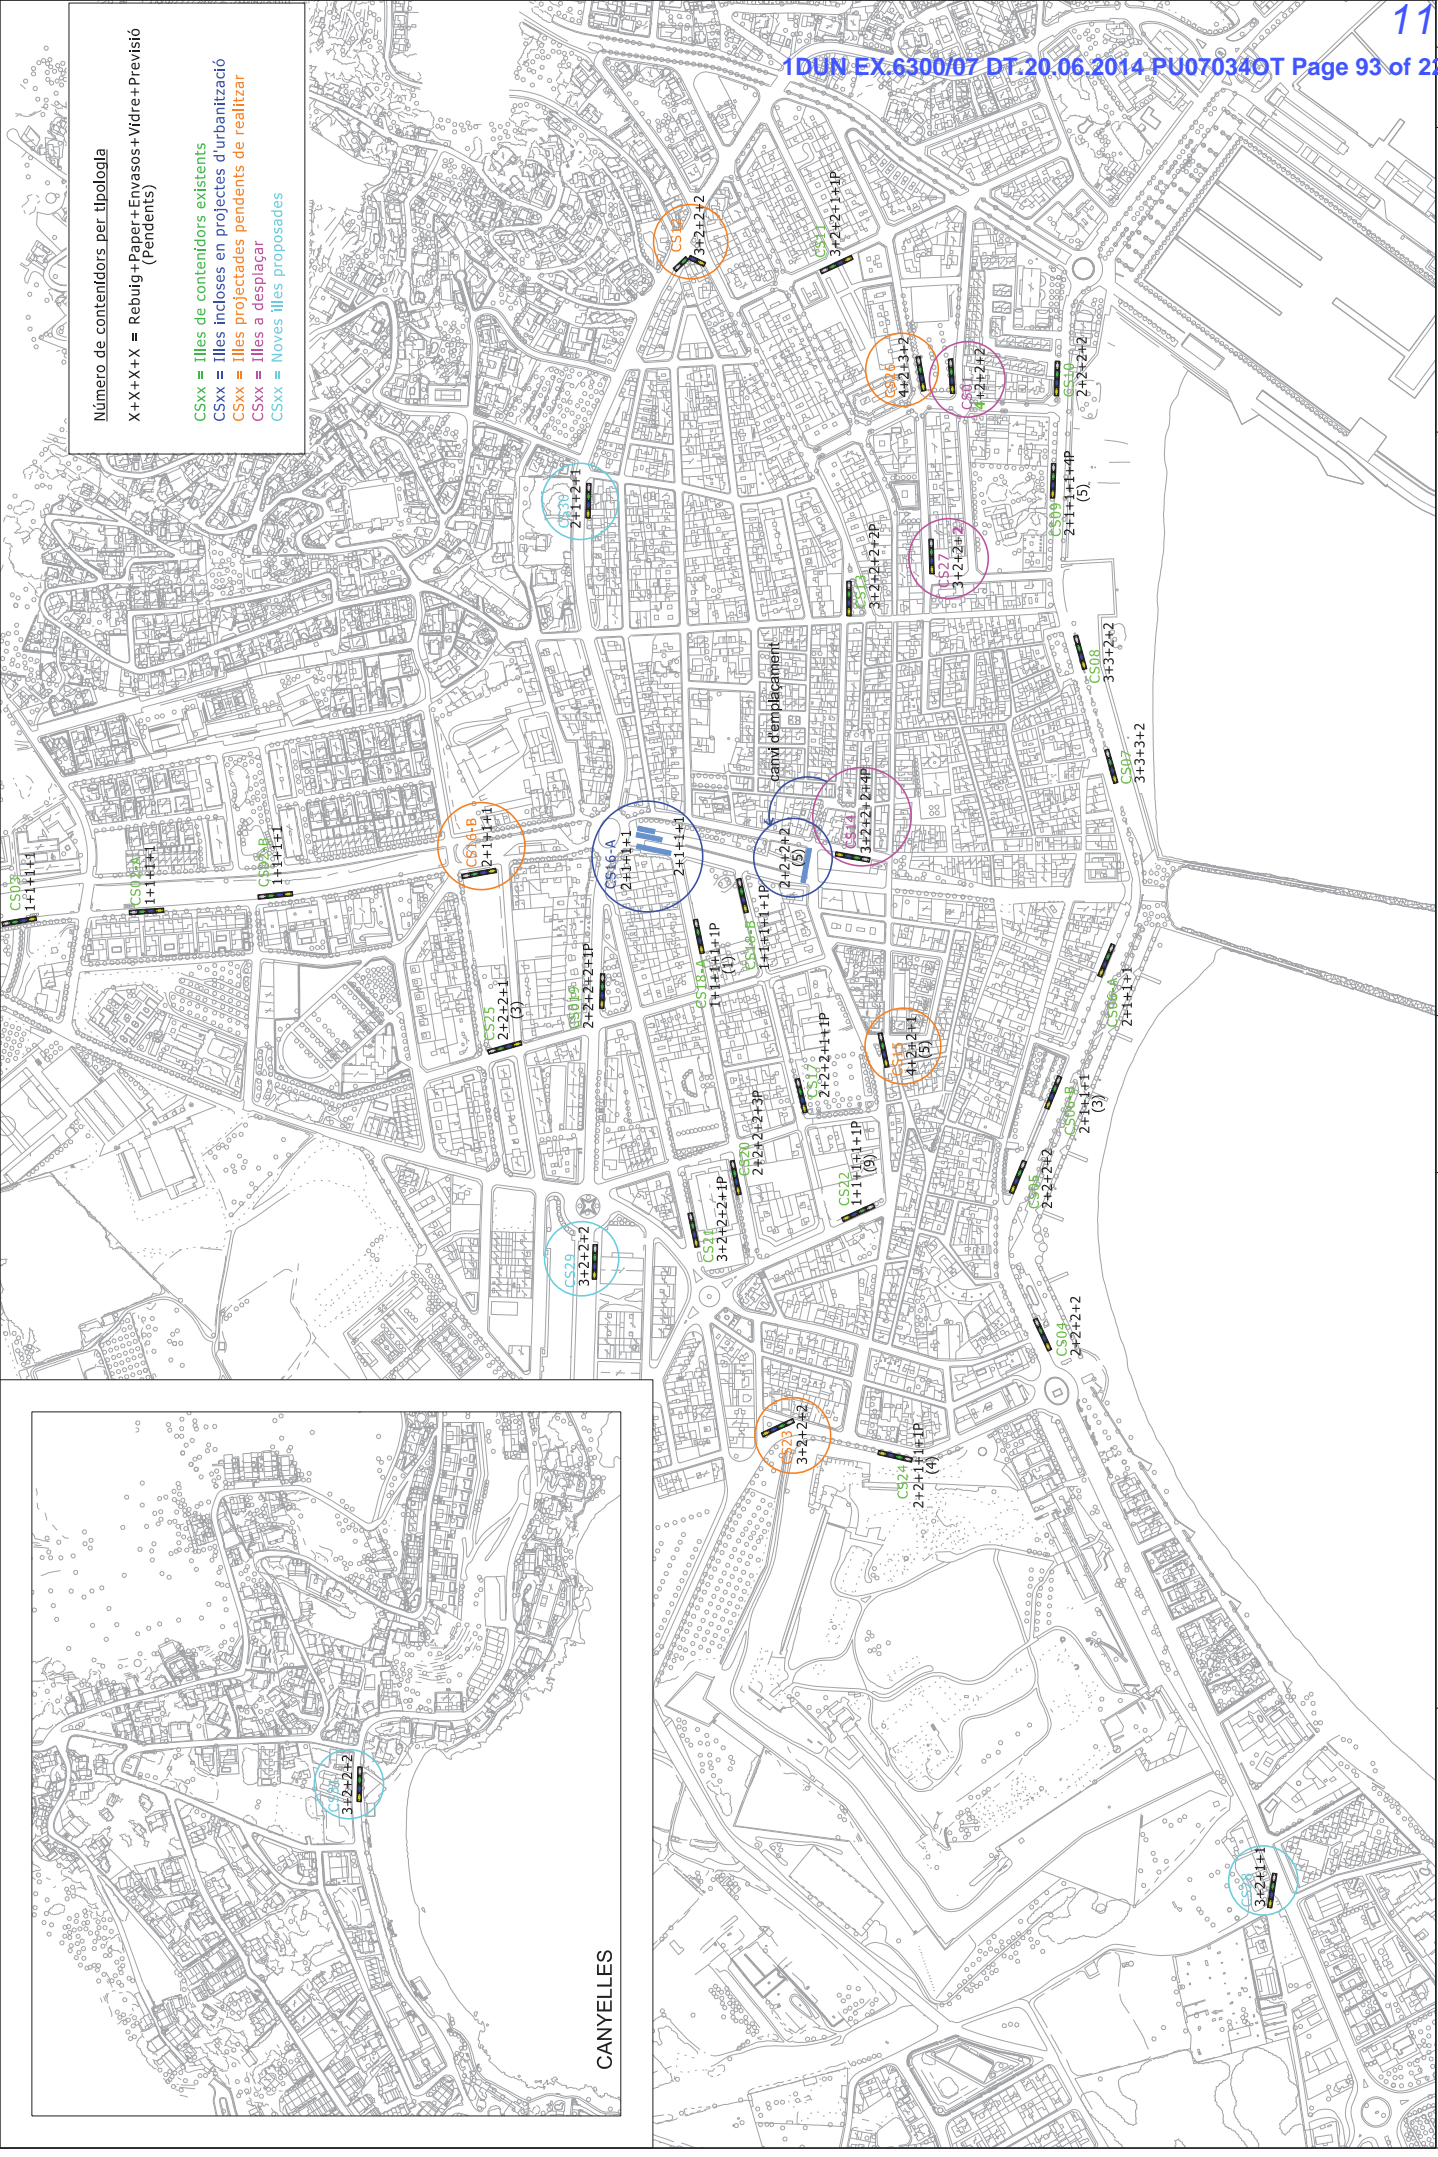 11
1DUN EX.6300/07 DT.20.06.2014 PU07034OT Page 93 of 22
Número de contenidors per tipologia
X+X+X+X = Rebuig+Paper+Envasos+Vidre+Previsió
(Pendents)
CSxx = Illes de contenidors existents
CSxx = Illes incloses en projectes d'urbanització
CSxx = Illes projectades pendents de realitzar
CSxx = Illes a desplaçar
CSxx = Noves illes proposades
CS03
1+1+1+1
CS02-A
1+1+1+1
CS02-B
1+1+1+1
CS16-B
2+1+1+1
CS16-A
2+1+1+1
2+1+1+1
CS30
2+1+2+1
CS12
3+2+2+2
CS11
3+2+2+1+1P
CS26
4+2+3+2
4+2+2+2
CS10
2+2+2+2
CS09
2+1+1+1+4P
(5)
CS27
3+2+2+2
CS13
3+2+2+2+2P
CS08
3+3+2+2
CS07
3+3+3+2
canvi d'emplaçament
CS14
3+2+2+2+4P
2+2+2+2
(5)
CS18-B
1+1+1+1+1P
CS18-A
1+1+1+1+1P
(1)
CS019
2+2+2+2+1P
CS25
2+2+2+1
(3)
CS17
2+2+2+1+1P
CS15
4+2+2+1
(5)
CS06-A
2+1+1+1
CS06-B
2+1+1+1
(3)
CS05
2+2+2+2
CS20
2+2+2+2+3P
CS22
1+1+1+1+1P
(9)
CS21
3+2+2+2+1P
CS29
3+2+2+2
CS04
2+2+2+2
CS23
3+2+2+2
CS24
2+2+1+1+1P
(4)
3+2+1+1
3+2+2+2
CANYELLES